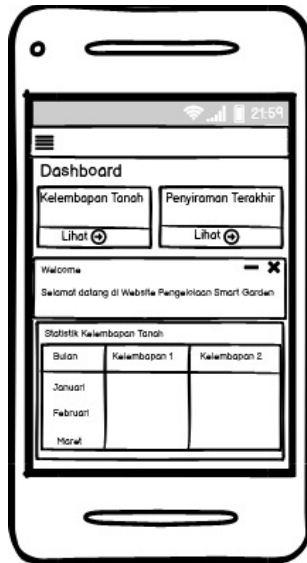 21:59
Dashboard
Kelembapan Tanah
Penyiraman Terakhir
Lihat
Lihat
Welcome
Selamat datang di Website Pengelolaan Smart Garden
Statistik Kelembapan Tanah
Bulan Kelembapan 1 Kelembapan 2
Januari
Februari
Maret